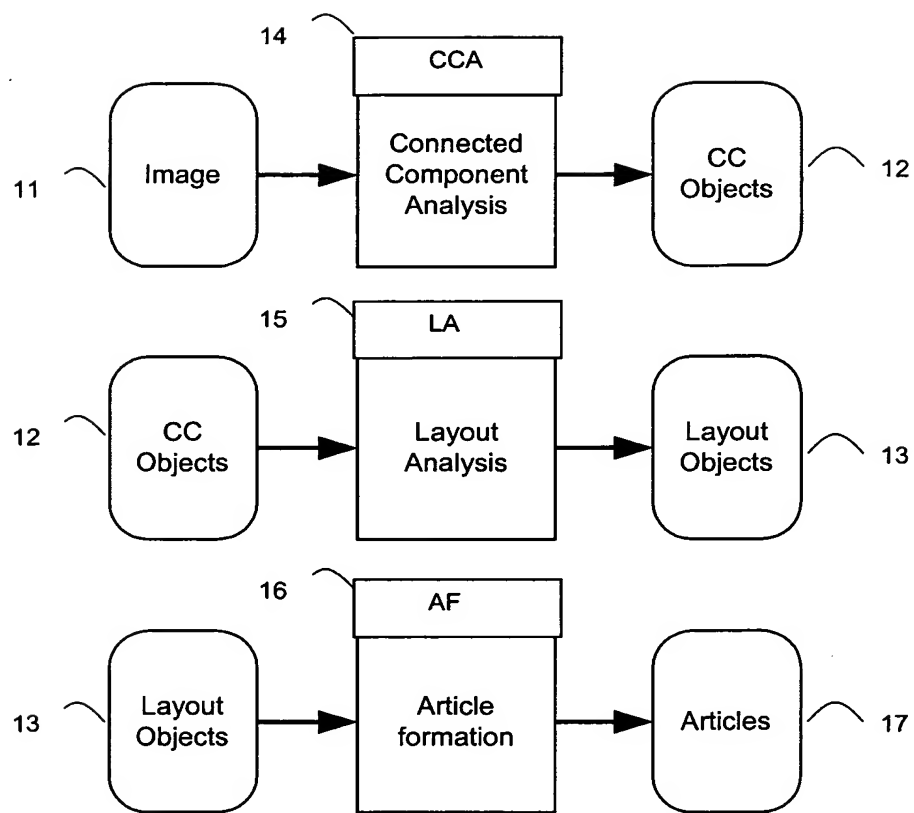 14
CCA
11
Image
Connected
Component
Analysis
CC
Objects
12
15
LA
12
CC
Objects
Layout
Analysis
Layout
Objects
13
16
AF
13
Layout
Objects
Article
formation
Articles
17